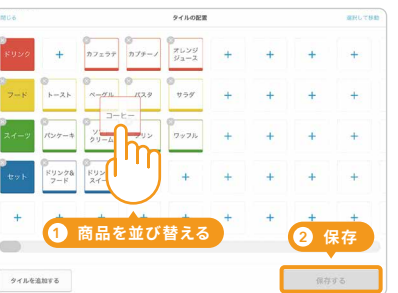 閉じる タイルの配置 選択して移動
ドリンク + カフェラテ カプチーノ オレンジ + + + +
ジュース
フード トースト ベーグル パスタ サラダ + + + +
コーヒー
スイーツ パンケーキ クリーム プリン ワッフル + + + +
セット ドリンク& + + + + +
フード
+ + + + + + + + +
1 商品を並び替える
2 保存
タイルを追加する 保存する